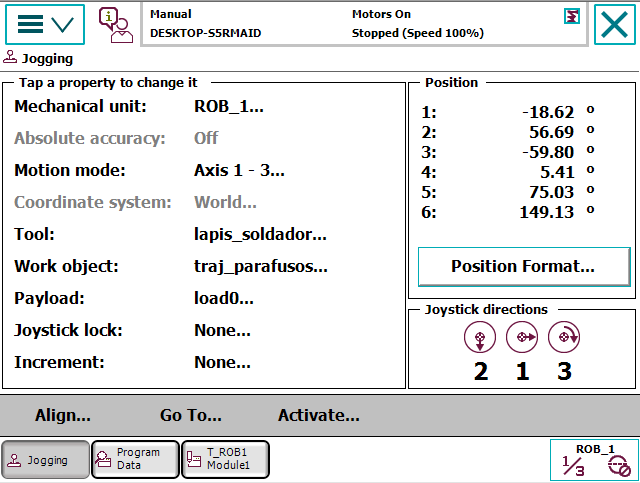 Manual
DESKTOP-S5RMAID
Motors On
Stopped (Speed 100%)
Jogging
Tap a property to change it
Mechanical unit: ROB_1...
Absolute accuracy: Off
Motion mode: Axis 1 - 3...
Coordinate system: World...
Tool: lapis_soldador...
Work object: traj_parafusos...
Payload: load0...
Joystick lock: None...
Increment: None...
Position
1: -18.62 º
2: 56.69 º
3: -59.80 º
4: 5.41 º
5: 75.03 º
6: 149.13 º
Position Format...
Joystick directions
2 1 3
Align... Go To... Activate...
Jogging
Program
Data
T_ROB1
Module1
ROB_1
1/3